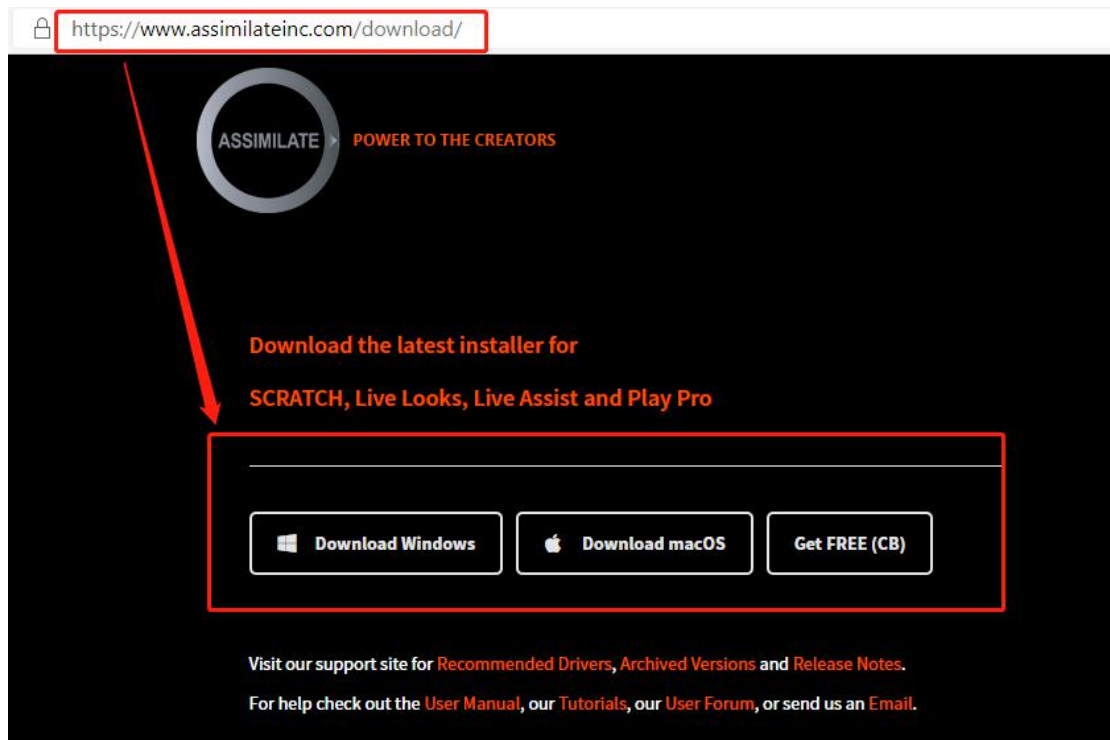 https://www.assimilateinc.com/download/
ASSIMILATE
POWER TO THE CREATORS
Download the latest installer for
SCRATCH, Live Looks, Live Assist and Play Pro
Download Windows
Download macOS
Get FREE (CB)
Visit our support site for Recommended Drivers, Archived Versions and Release Notes.
For help check out the User Manual, our Tutorials, our User Forum, or send us an Email.